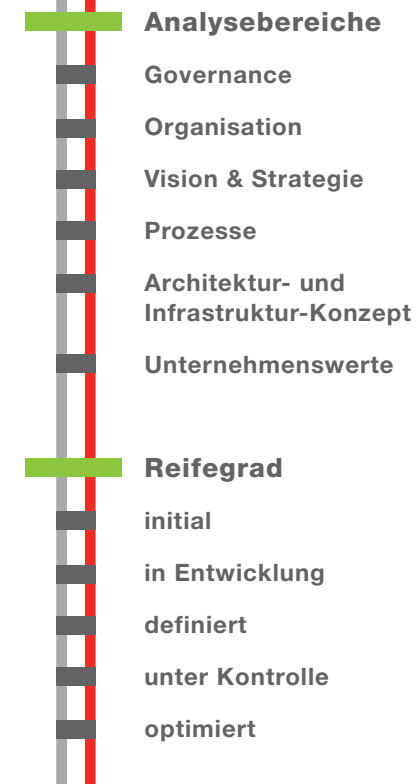 Analysebereiche
Governance
Organisation
Vision & Strategie
Prozesse
Architektur- und
Infrastruktur-Konzept
Unternehmenswerte
Reifegrad
initial
in Entwicklung
definiert
unter Kontrolle
optimiert